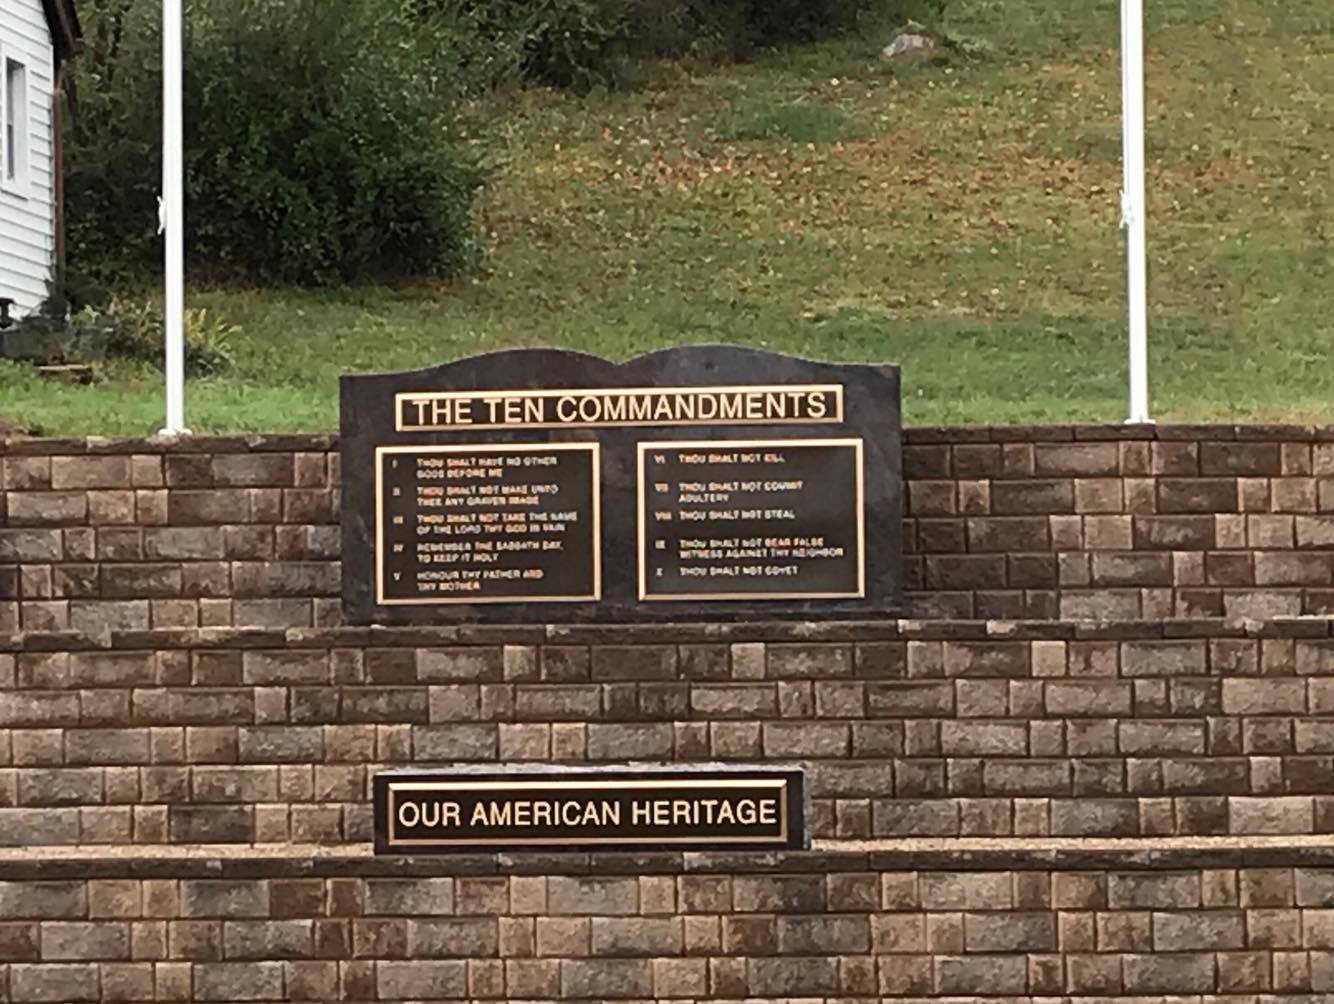 THE TEN COMMANDMENTS
I THOU SHALT HAVE NO OTHER
GODS BEFORE ME
II THOU SHALT NOT MAKE UNTO
THEE ANY GRAVEN IMAGE
III THOU SHALT NOT TAKE THE NAME
OF THE LORD THY GOD IN VAIN
IV REMEMBER THE SABBATH DAY,
TO KEEP IT HOLY
V HONOUR THY FATHER AND
THY MOTHER
VI THOU SHALT NOT KILL
VII THOU SHALT NOT COMMIT
ADULTERY
VIII THOU SHALT NOT STEAL
IX THOU SHALT NOT BEAR FALSE
WITNESS AGAINST THY NEIGHBOR
X THOU SHALT NOT COVET
OUR AMERICAN HERITAGE